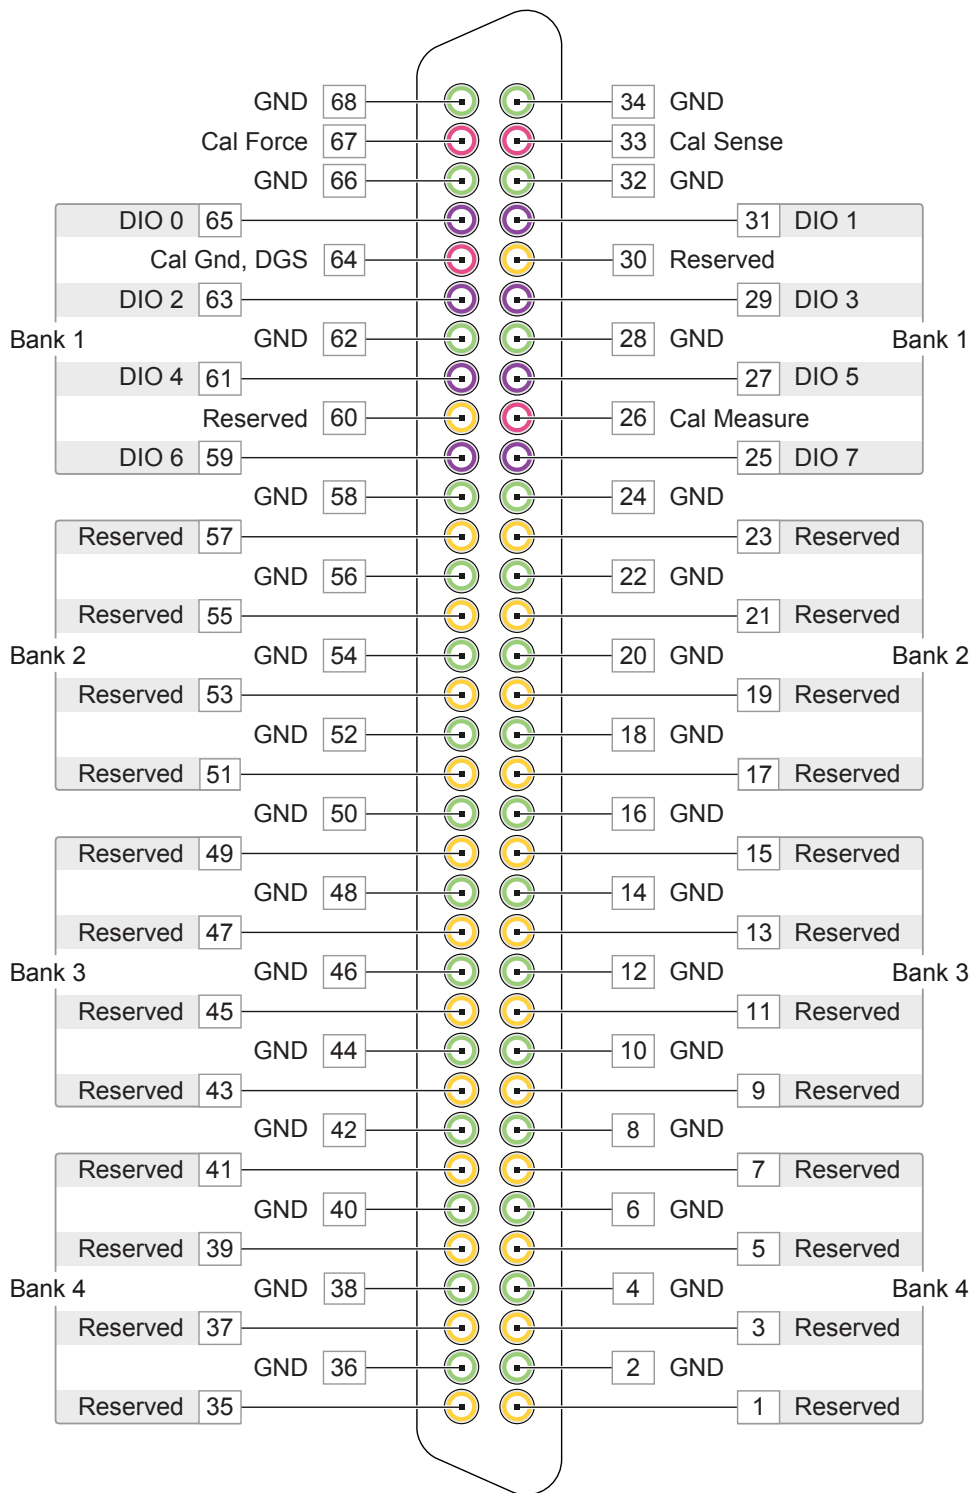 GND 68 34 GND
Cal Force 67 33 Cal Sense
GND 66 32 GND
DIO 0 65 31 DIO 1
Cal Gnd, DGS 64 30 Reserved
DIO 2 63 29 DIO 3
Bank 1 GND 62 28 GND Bank 1
DIO 4 61 27 DIO 5
Reserved 60 26 Cal Measure
DIO 6 59 25 DIO 7
GND 58 24 GND
Reserved 57 23 Reserved
GND 56 22 GND
Reserved 55 21 Reserved
Bank 2 GND 54 20 GND Bank 2
Reserved 53 19 Reserved
GND 52 18 GND
Reserved 51 17 Reserved
GND 50 16 GND
Reserved 49 15 Reserved
GND 48 14 GND
Reserved 47 13 Reserved
Bank 3 GND 46 12 GND Bank 3
Reserved 45 11 Reserved
GND 44 10 GND
Reserved 43 9 Reserved
GND 42 8 GND
Reserved 41 7 Reserved
GND 40 6 GND
Reserved 39 5 Reserved
Bank 4 GND 38 4 GND Bank 4
Reserved 37 3 Reserved
GND 36 2 GND
Reserved 35 1 Reserved